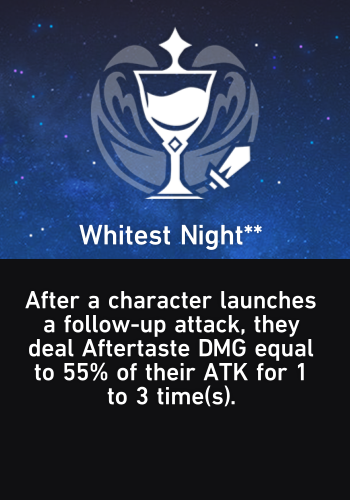 Whitest Night**
After a character launches
a follow-up attack, they
deal Aftertaste DMG equal
to 55% of their ATK for 1
to 3 time(s).